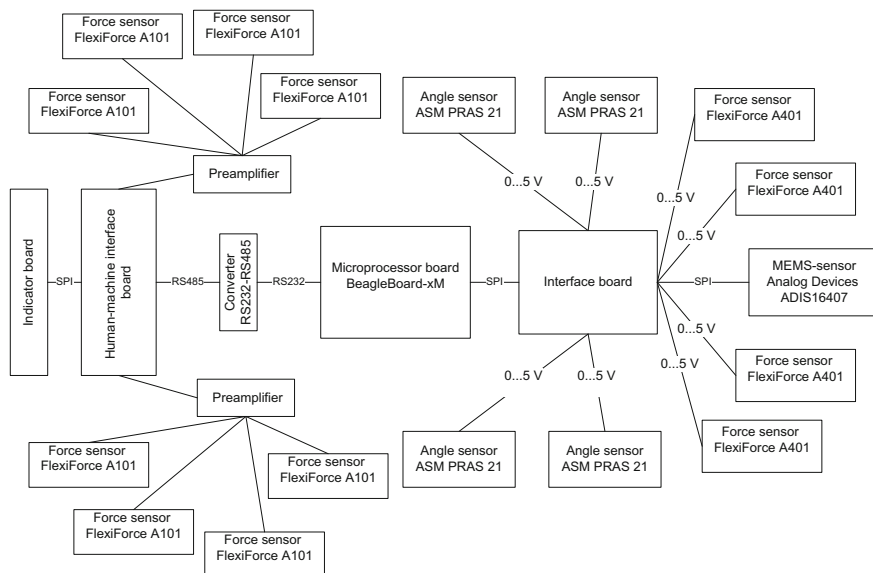 Force sensor
FlexiForce A101
Force sensor
FlexiForce A101
Force sensor
FlexiForce A101
Force sensor
FlexiForce A101
Preamplifier
Angle sensor
ASM PRAS 21
Angle sensor
ASM PRAS 21
Force sensor
FlexiForce A401
Force sensor
FlexiForce A401
0...5 V
0...5 V
0...5 V
0...5 V
Indicator board
SPI
Human-machine interface
board
RS485
Converter
RS232-RS485
RS232
Microprocessor board
BeagleBoard-xM
SPI
Interface board
SPI
MEMS-sensor
Analog Devices
ADIS16407
0...5 V
0...5 V
0...5 V
0...5 V
Force sensor
FlexiForce A401
Force sensor
FlexiForce A401
Preamplifier
Angle sensor
ASM PRAS 21
Angle sensor
ASM PRAS 21
Force sensor
FlexiForce A101
Force sensor
FlexiForce A101
Force sensor
FlexiForce A101
Force sensor
FlexiForce A101